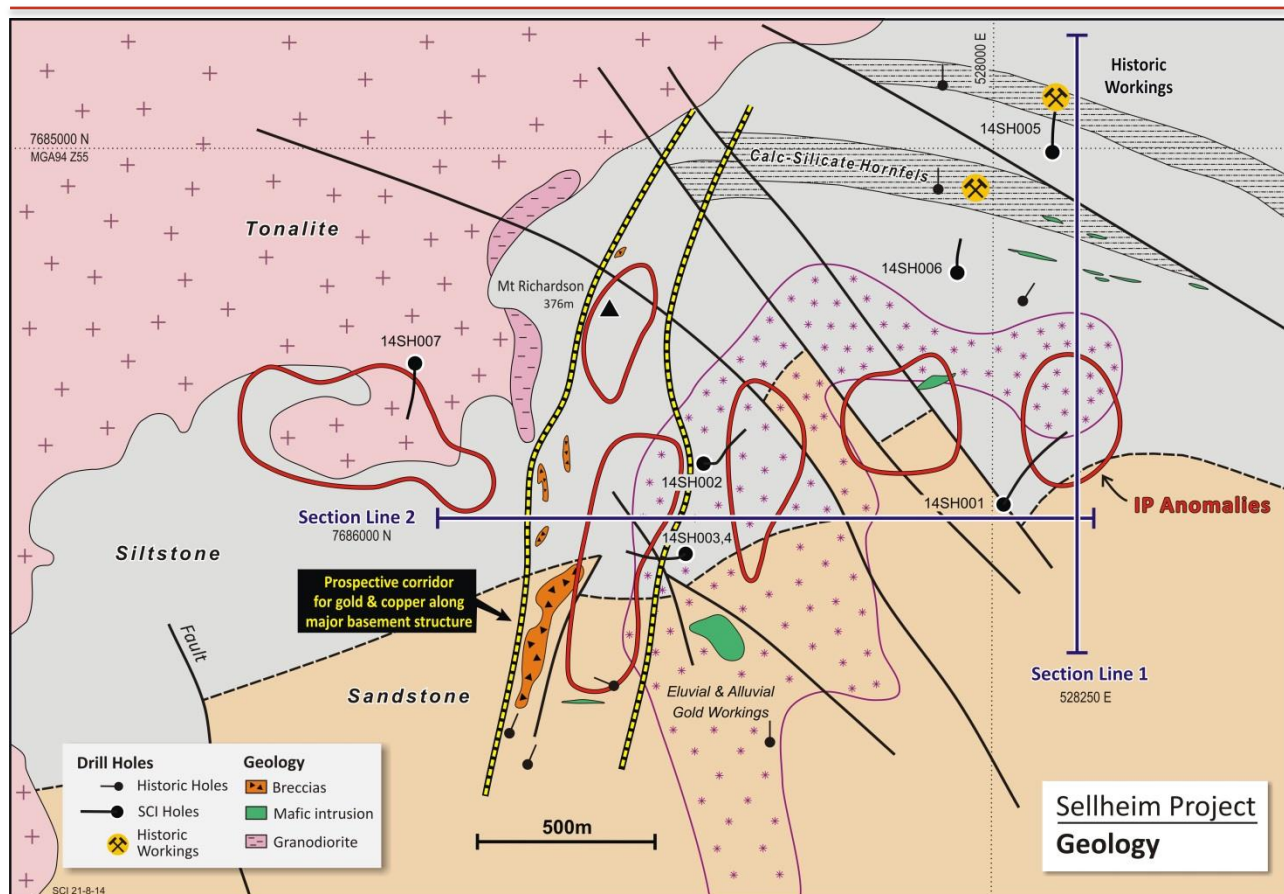 528000 E
Historic
Workings
14SH005
7685000 N
MGA94 Z55
Calc-Silicate Hornfels
Tonalite
14SH006
Mt Richardson
376m
14SH007
14SH002
14SH001
IP Anomalies
Section Line 2
7686000 N
14SH003,4
Siltstone
Prospective corridor
for gold & copper along
major basement structure
Fault
Section Line 1
528250 E
Sandstone
Eluvial & Alluvial
Gold Workings
Drill Holes
Historic Holes
SCI Holes
Historic
Workings
Geology
Breccias
Mafic intrusion
Granodiorite
500m
Sellheim Project
Geology
SCI 21-8-14